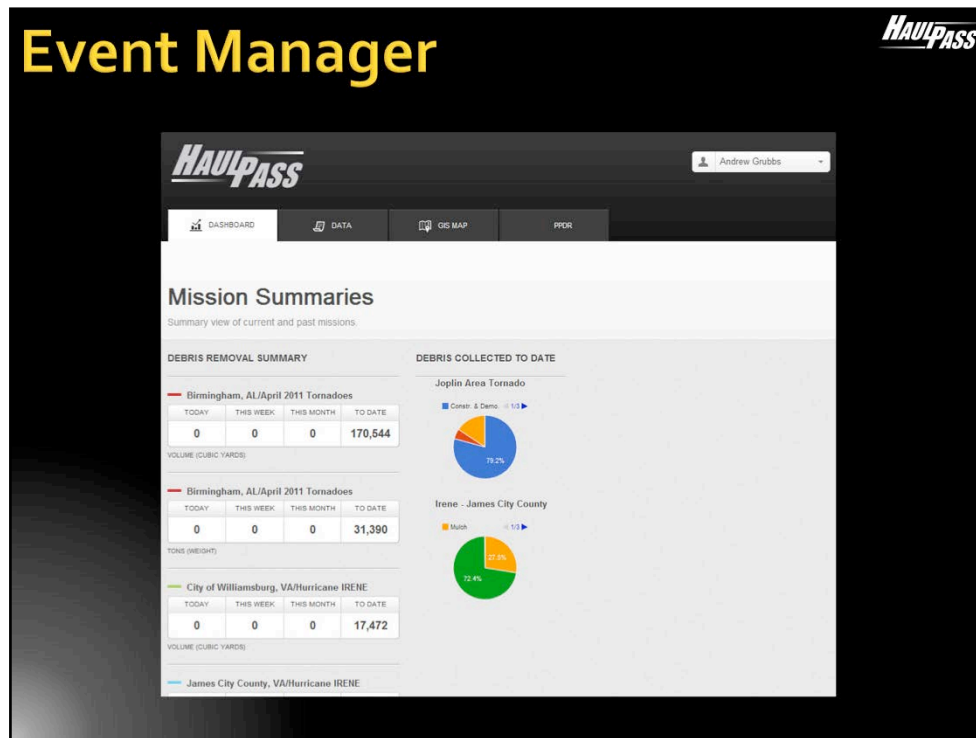 Event Manager
HAULPASS
HAULPASS
Andrew Grubbs
DASHBOARD DATA GIS MAP PPDR
Mission Summaries
Summary view of current and past missions.
DEBRIS REMOVAL SUMMARY
Birmingham, AL/April 2011 Tornadoes
TODAY THIS WEEK THIS MONTH TO DATE
0 0 0 170,544
VOLUME (CUBIC YARDS)
Birmingham, AL/April 2011 Tornadoes
TODAY THIS WEEK THIS MONTH TO DATE
0 0 0 31,390
TONS (WEIGHT)
City of Williamsburg, VA/Hurricane IRENE
TODAY THIS WEEK THIS MONTH TO DATE
0 0 0 17,472
VOLUME (CUBIC YARDS)
James City County, VA/Hurricane IRENE
DEBRIS COLLECTED TO DATE
Joplin Area Tornado
Constr. & Demo 1/3
79.2%
Irene - James City County
Mulch 1/3
72.4%